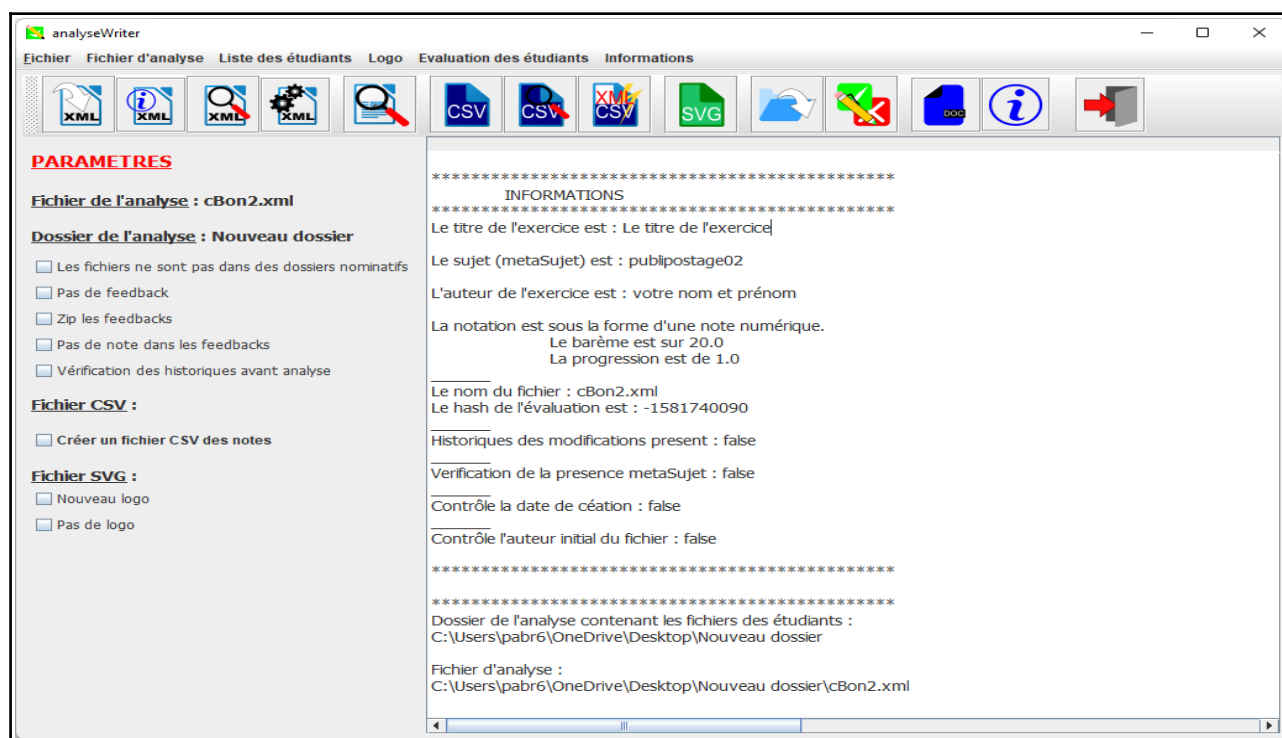 analyseWriter
Fichier Fichier d'analyse Liste des étudiants Logo Evaluation des étudiants Informations
XML XML XML XML CSV CSV XML CSV SVG DOC
PARAMETRES
Fichier de l'analyse : cBon2.xml
Dossier de l'analyse : Nouveau dossier
Les fichiers ne sont pas dans des dossiers nominatifs
Pas de feedback
Zip les feedbacks
Pas de note dans les feedbacks
Vérification des historiques avant analyse
Fichier CSV :
Créer un fichier CSV des notes
Fichier SVG :
Nouveau logo
Pas de logo
***********************************************
INFORMATIONS
***********************************************
Le titre de l'exercice est : Le titre de l'exercice
Le sujet (metaSujet) est : publipostage02
L'auteur de l'exercice est : votre nom et prénom
La notation est sous la forme d'une note numérique.
Le barème est sur 20.0
La progression est de 1.0
______
Le nom du fichier : cBon2.xml
Le hash de l'évaluation est : -1581740090
______
Historiques des modifications present : false
______
Verification de la presence metaSujet : false
______
Contrôle la date de céation : false
______
Contrôle l'auteur initial du fichier : false
***********************************************
***********************************************
Dossier de l'analyse contenant les fichiers des étudiants :
C:\Users\pabr6\OneDrive\Desktop\Nouveau dossier
Fichier d'analyse :
C:\Users\pabr6\OneDrive\Desktop\Nouveau dossier\cBon2.xml